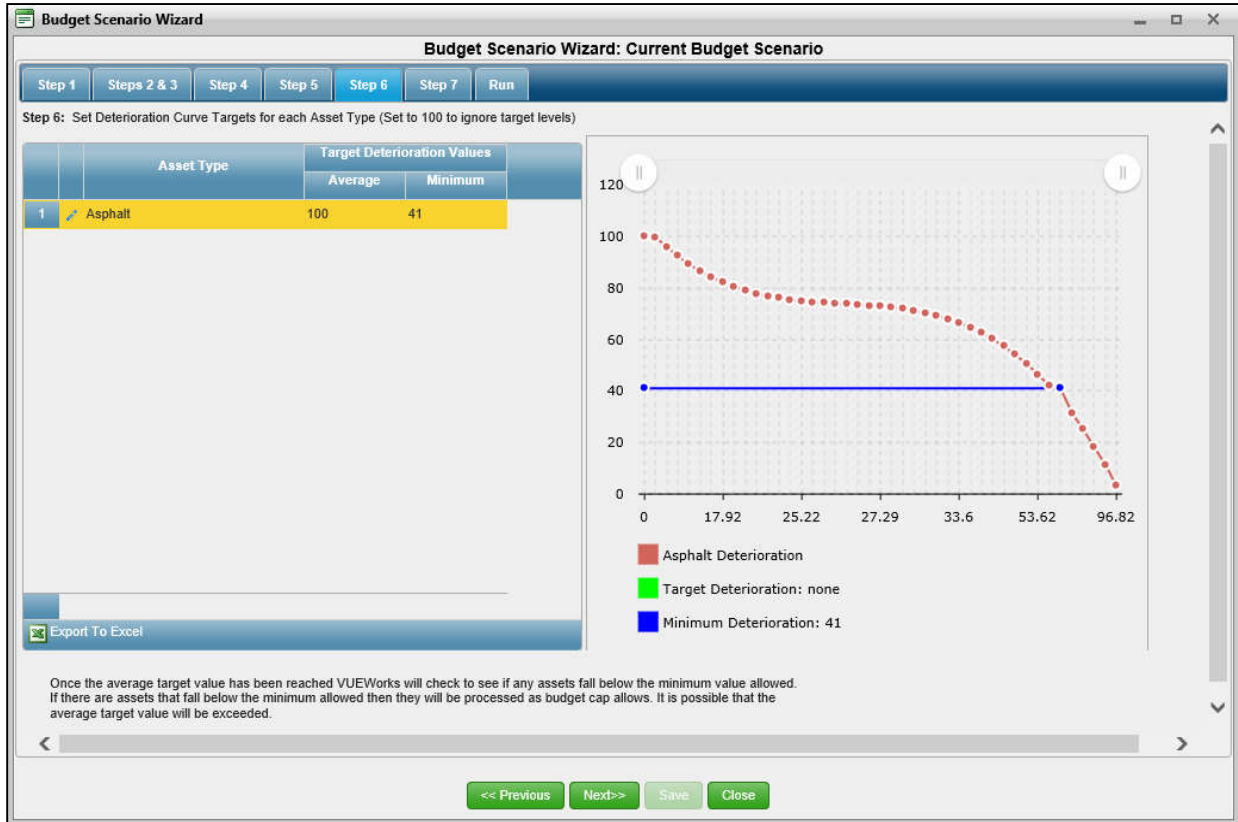 Budget Scenario Wizard
Budget Scenario Wizard: Current Budget Scenario
Step 1 Steps 2 & 3 Step 4 Step 5 Step 6 Step 7 Run
Step 6: Set Deterioration Curve Targets for each Asset Type (Set to 100 to ignore target levels)
Asset Type
Target Deterioration Values
Average Minimum
1 Asphalt 100 41
Export To Excel
120
100
80
60
40
20
0
0 17.92 25.22 27.29 33.6 53.62 96.82
Asphalt Deterioration
Target Deterioration: none
Minimum Deterioration: 41
Once the average target value has been reached VUEWorks will check to see if any assets fall below the minimum value allowed.
If there are assets that fall below the minimum allowed then they will be processed as budget cap allows. It is possible that the
average target value will be exceeded.
<< Previous Next>> Save Close